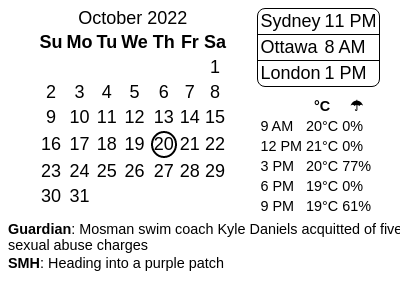 October 2022
Su Mo Tu We Th Fr Sa
1
2 3 4 5 6 7 8
9 10 11 12 13 14 15
16 17 18 19 20 21 22
23 24 25 26 27 28 29
30 31
Sydney 11 PM
Ottawa 8 AM
London 1 PM
°C ☂
9 AM 20°C 0%
12 PM 21°C 0%
3 PM 20°C 77%
6 PM 19°C 0%
9 PM 19°C 61%
Guardian: Mosman swim coach Kyle Daniels acquitted of five
sexual abuse charges
SMH: Heading into a purple patch